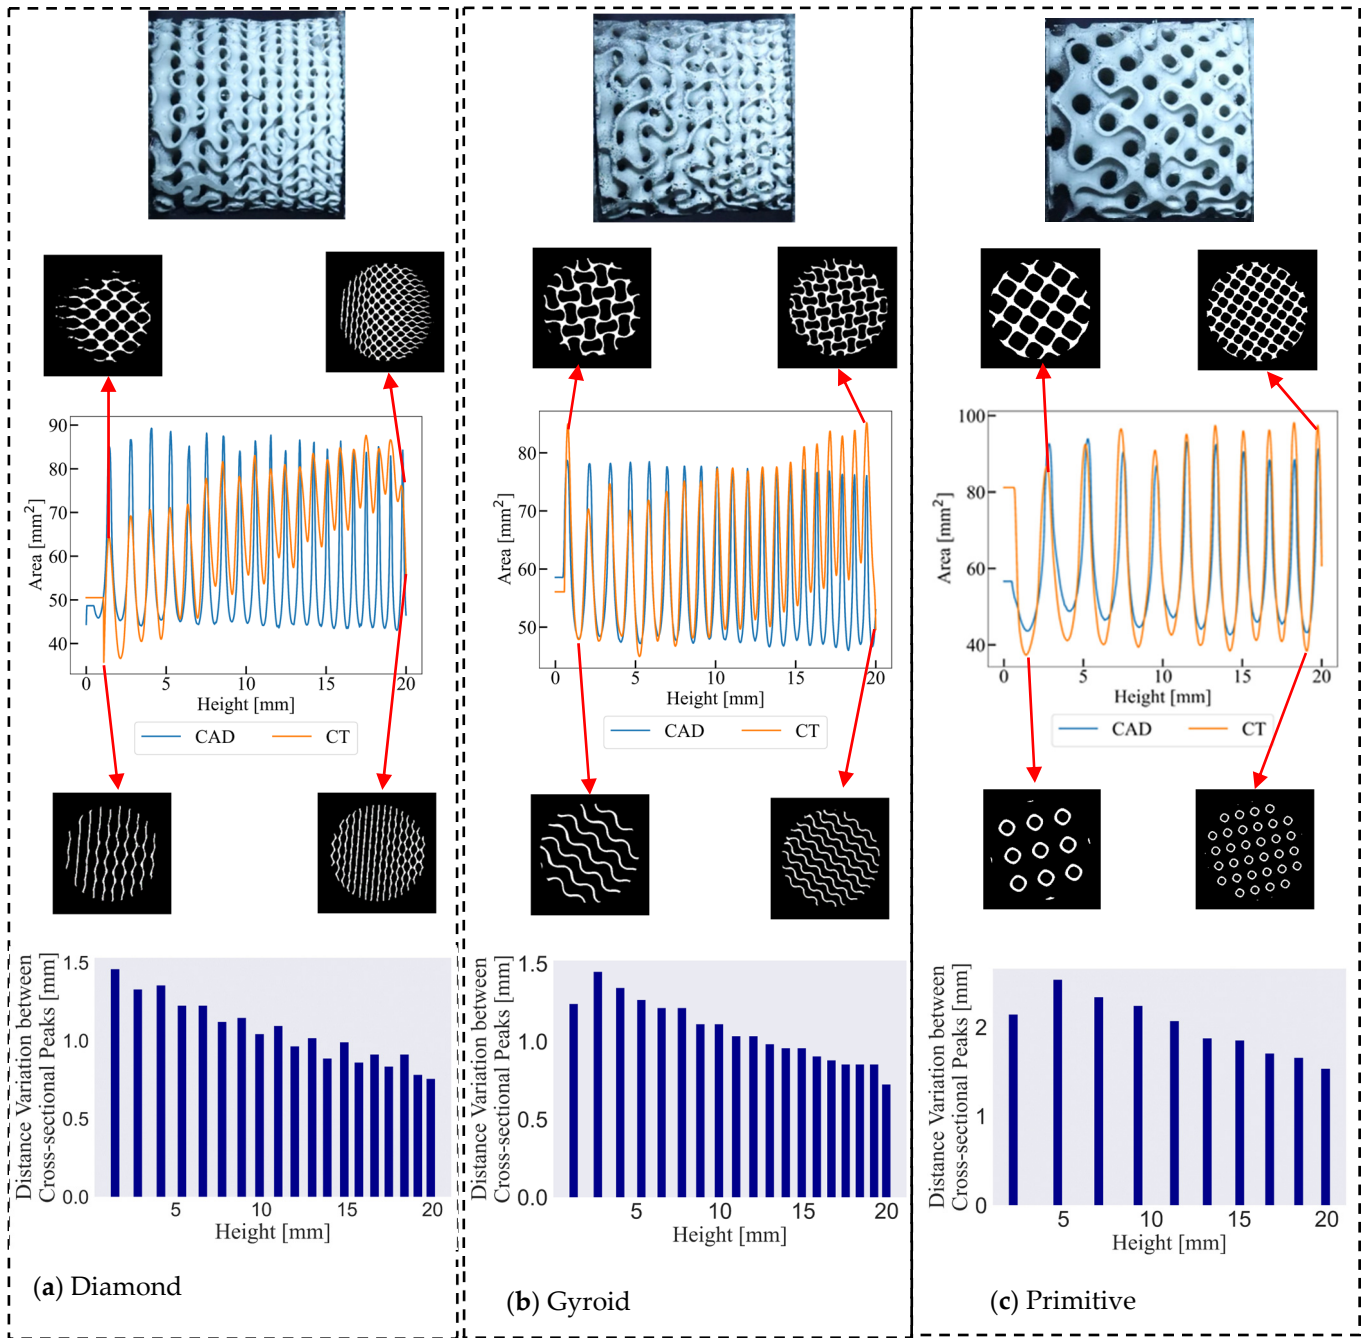 90
80
70
60
50
40
Area [mm²]
0
5
10
15
20
Height [mm]
CAD
CT
80
70
60
50
Area [mm²]
0
5
10
15
20
Height [mm]
CAD
CT
100
80
60
40
Area [mm²]
0
5
10
15
20
Height [mm]
CAD
CT
Distance Variation between
Cross-sectional Peaks [mm]
1.5
1.0
0.5
0.0
5
10
15
20
Height [mm]
Distance Variation between
Cross-sectional Peaks [mm]
1.5
1.0
0.5
0.0
5
10
15
20
Height [mm]
Distance Variation between
Cross-sectional Peaks [mm]
2
1
0
5
10
15
20
Height [mm]
(a) Diamond
(b) Gyroid
(c) Primitive